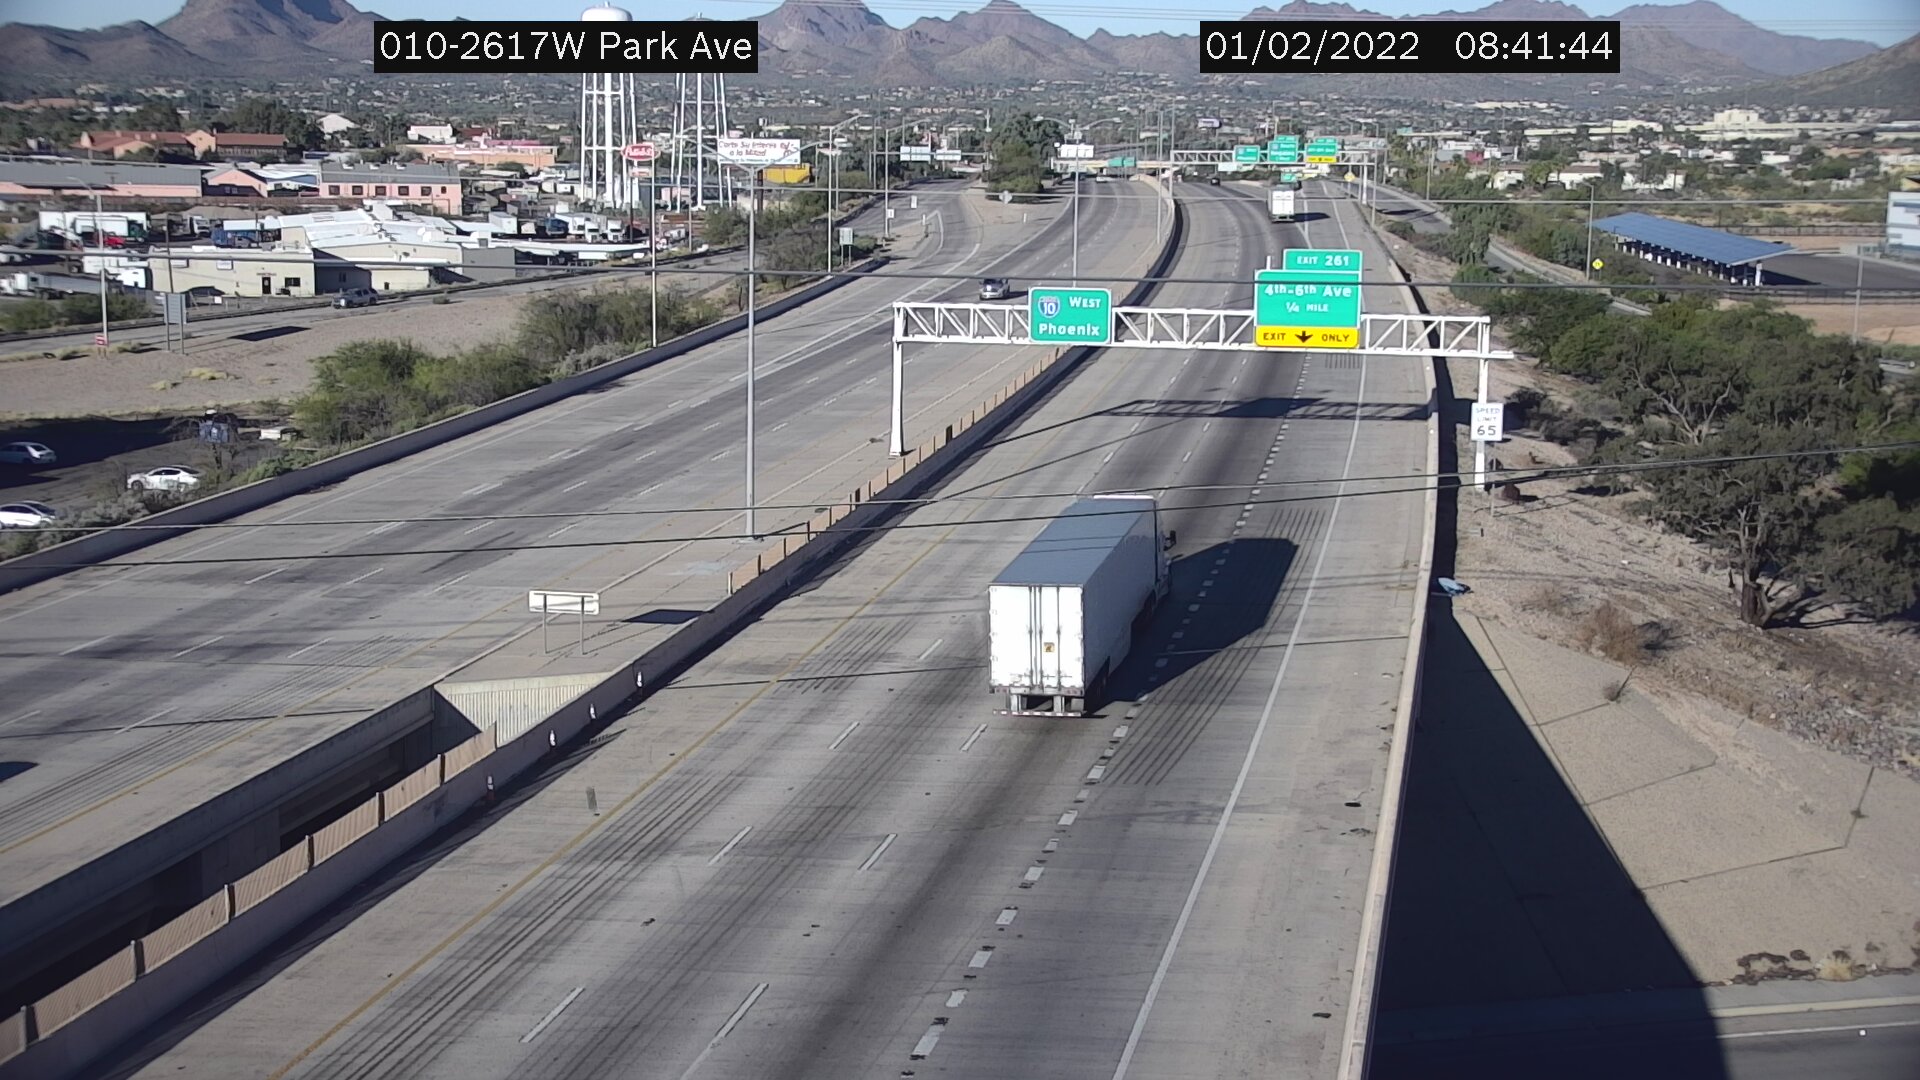 010-2617W Park Ave
01/02/2022 08:41:44
EXIT 261
10 WEST
Phoenix
4th-6th Ave
1/4 MILE
EXIT ONLY
SPEED
LIMIT
65